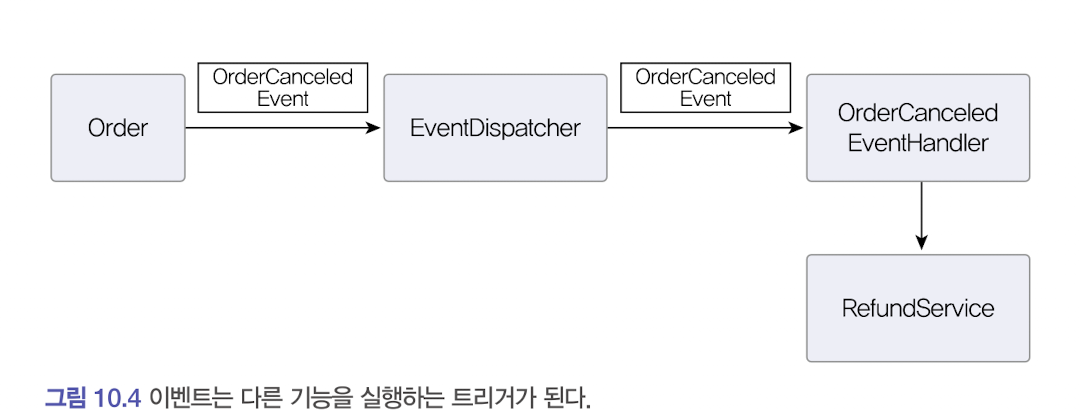 OrderCanceled
Event
OrderCanceled
Event
Order
EventDispatcher
OrderCanceled
EventHandler
RefundService
그림 10.4 이벤트는 다른 기능을 실행하는 트리거가 된다.